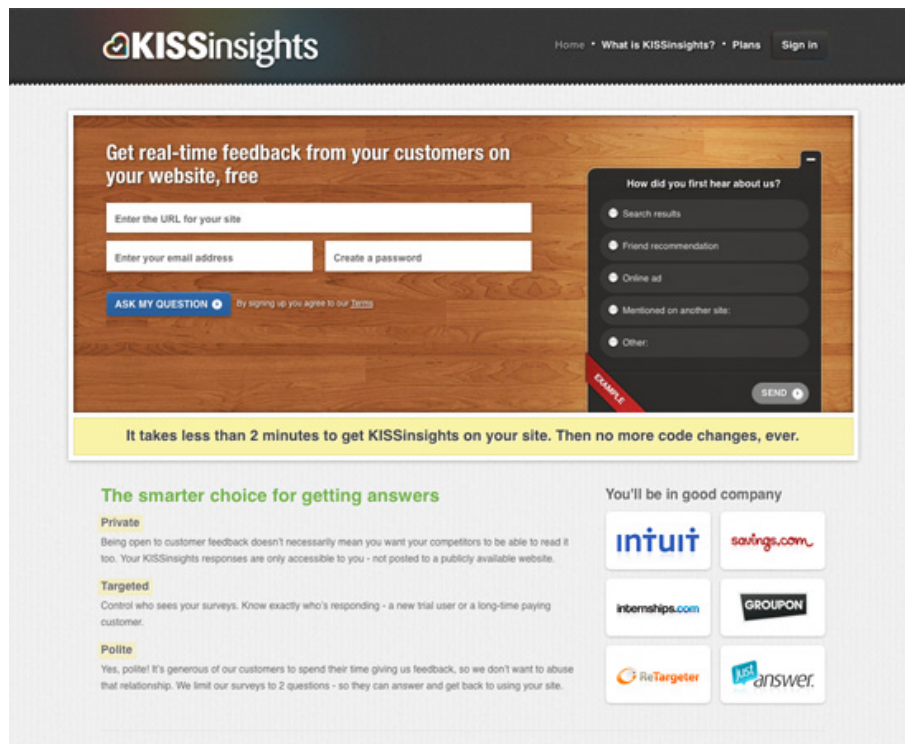 KISSinsights
Home • What is KISSinsights? • Plans Sign in
Get real-time feedback from your customers on
your website, free
Enter the URL for your site
Enter your email address
Create a password
ASK MY QUESTION
By signing up you agree to our Terms
How did you first hear about us?
Search results
Friend recommendation
Online ad
Mentioned on another site:
Other:
EXAMPLE
SEND
It takes less than 2 minutes to get KISSinsights on your site. Then no more code changes, ever.
The smarter choice for getting answers
Private
Being open to customer feedback doesn't necessarily mean you want your competitors to be able to read it
too. Your KISSinsights responses are only accessible to you - not posted to a publicly available website.
Targeted
Control who sees your surveys. Know exactly who's responding - a new trial user or a long-time paying
customer.
Polite
Yes, polite! It's generous of our customers to spend their time giving us feedback, so we don't want to abuse
that relationship. We limit our surveys to 2 questions - so they can answer and get back to using your site.
You'll be in good company
intuit
savings.com
internships.com
GROUPON
ReTargeter
just answer.